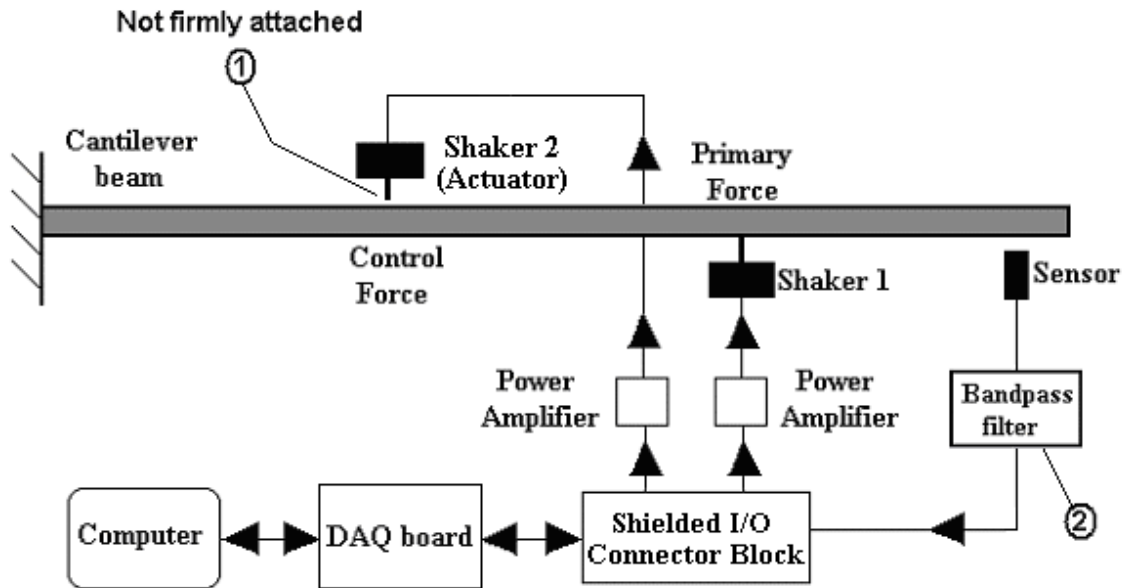 Not firmly attached
1
Cantilever
beam
Shaker 2
(Actuator)
Primary
Force
Control
Force
Shaker 1
Sensor
Power
Amplifier
Power
Amplifier
Bandpass
filter
2
Computer
DAQ board
Shielded I/O
Connector Block